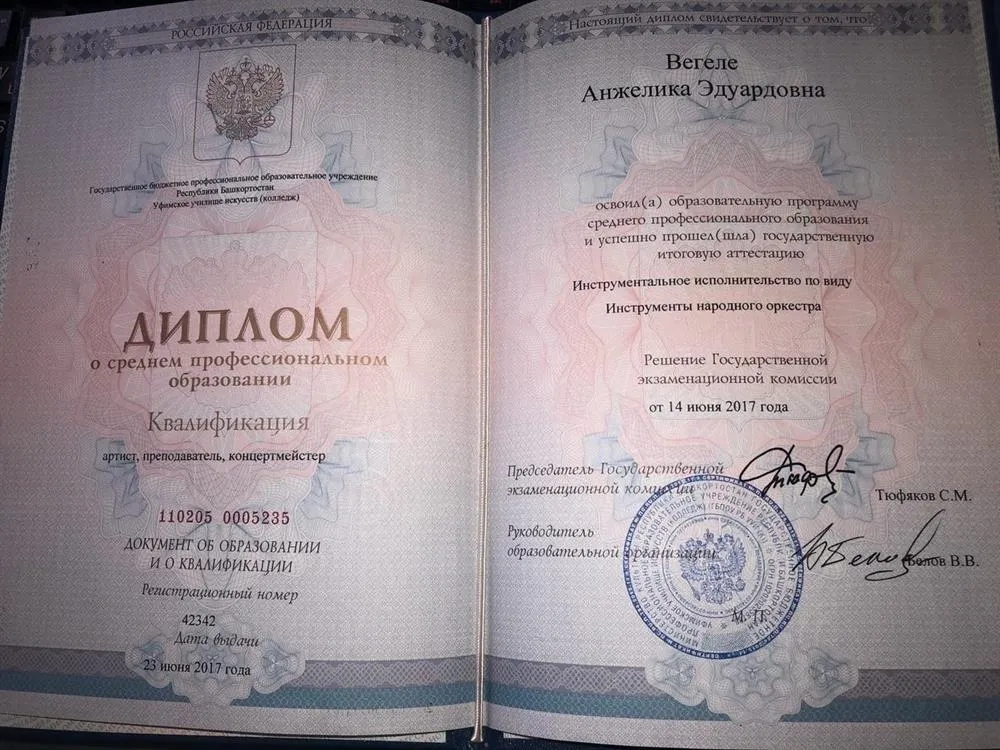 РОССИЙСКАЯ ФЕДЕРАЦИЯ
Государственное бюджетное профессиональное образовательное учреждение
Республики Башкортостан
Уфимское училище искусств (колледж)
ДИПЛОМ
о среднем профессиональном
образовании
Квалификация
артист, преподаватель, концертмейстер
110205 0005235
ДОКУМЕНТ ОБ ОБРАЗОВАНИИ
И О КВАЛИФИКАЦИИ
Регистрационный номер
42342
Дата выдачи
23 июня 2017 года
Настоящий диплом свидетельствует о том, что
Вегеле
Анжелика Эдуардовна
освоил(а) образовательную программу
среднего профессионального образования
и успешно прошел(шла) государственную
итоговую аттестацию
Инструментальное исполнительство по виду
Инструменты народного оркестра
Решение Государственной
экзаменационной комиссии
от 14 июня 2017 года
Председатель Государственной
экзаменационной комиссии
Тюфяков С.М.
Руководитель
образовательной организации
Белов В.В.
М. П.